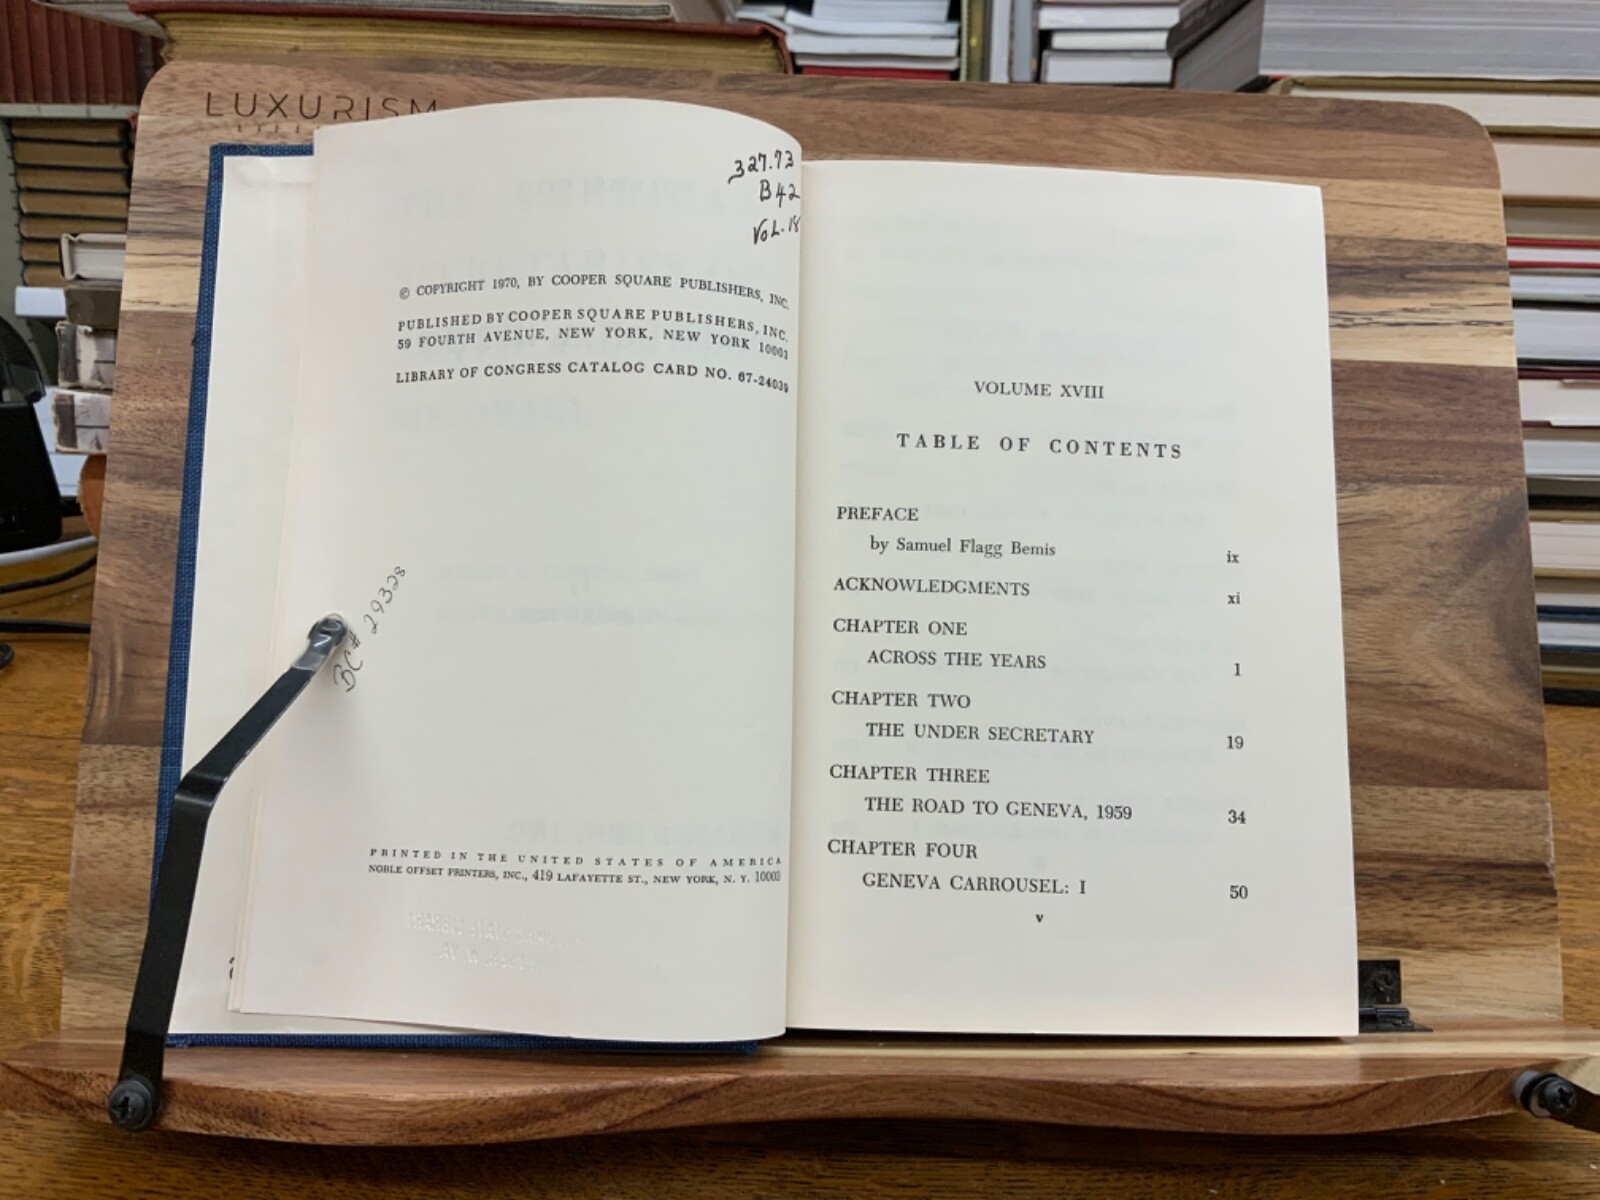 LUXURISM
327.73
B42
VOL. 18
© COPYRIGHT 1970, BY COOPER SQUARE PUBLISHERS, INC.
PUBLISHED BY COOPER SQUARE PUBLISHERS, INC.
59 FOURTH AVENUE, NEW YORK, NEW YORK 10003
LIBRARY OF CONGRESS CATALOG CARD NO. 67-24039
BC# 29328
PRINTED IN THE UNITED STATES OF AMERICA
NOBLE OFFSET PRINTERS, INC., 419 LAFAYETTE ST., NEW YORK, N. Y. 10003
VOLUME XVIII
TABLE OF CONTENTS
PREFACE
by Samuel Flagg Bemis ix
ACKNOWLEDGMENTS xi
CHAPTER ONE
ACROSS THE YEARS 1
CHAPTER TWO
THE UNDER SECRETARY 19
CHAPTER THREE
THE ROAD TO GENEVA, 1959 34
CHAPTER FOUR
GENEVA CARROUSEL: I 50
v